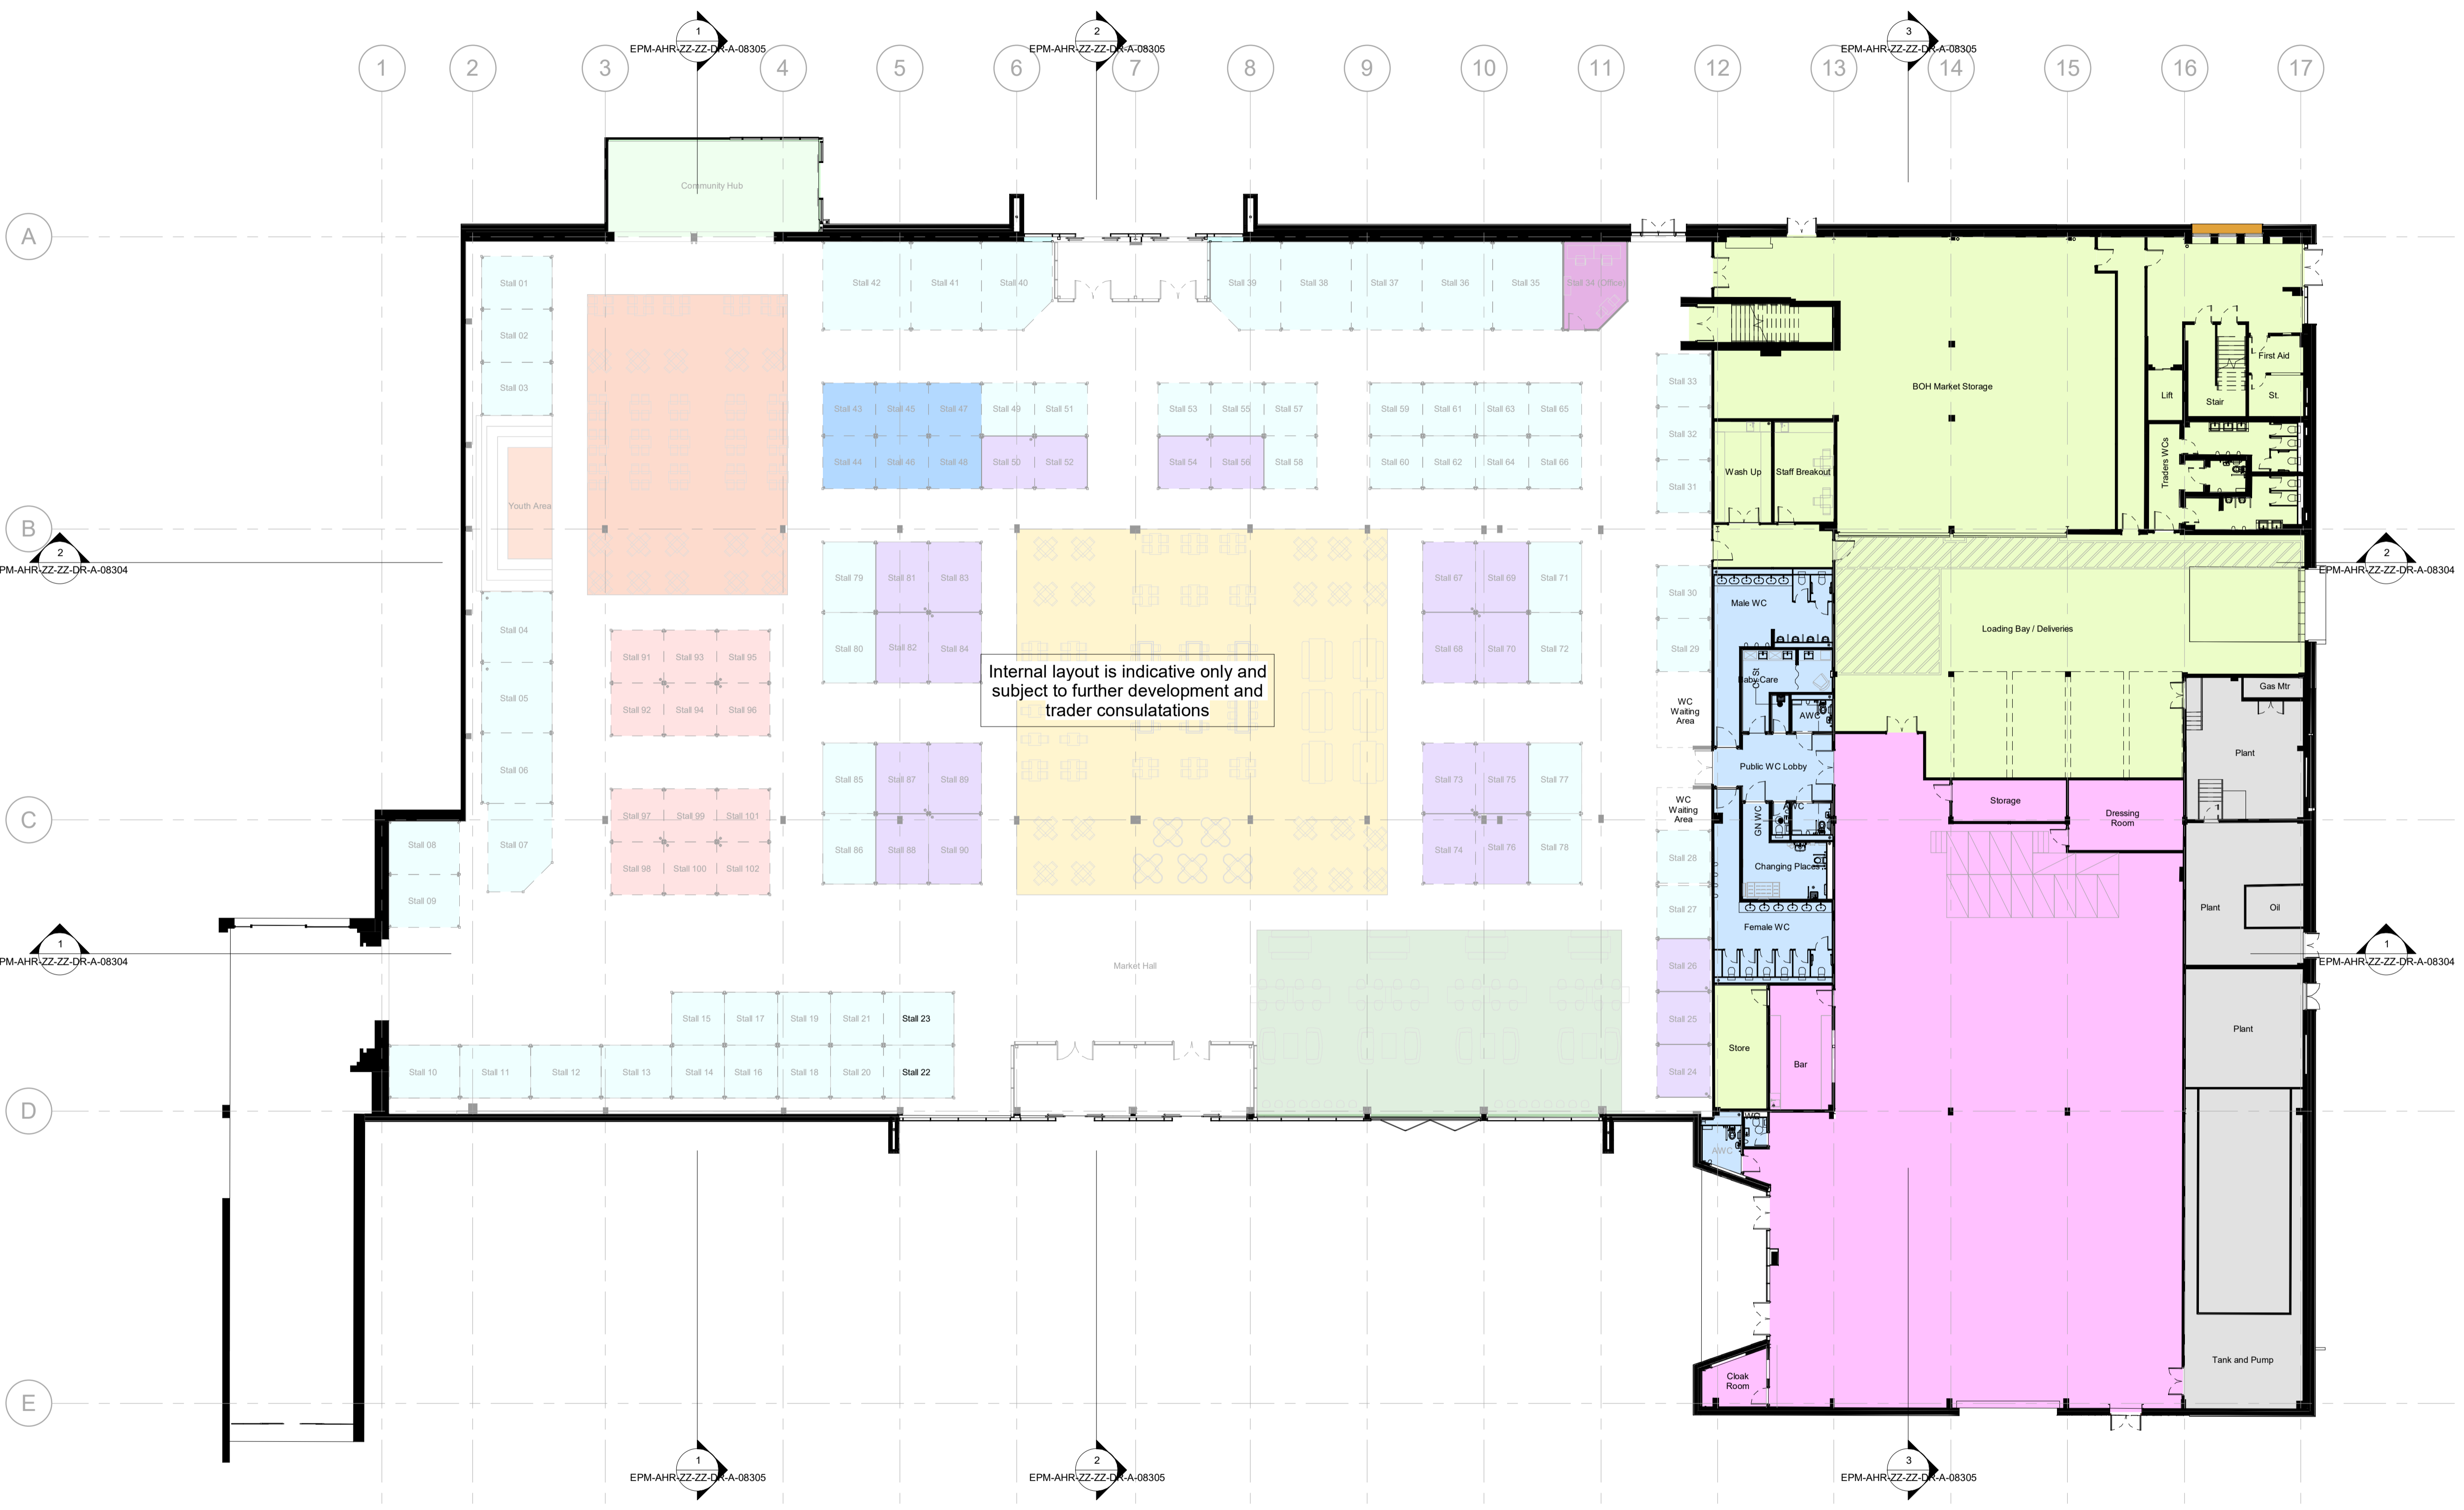 1
EPM-AHR-ZZ-ZZ-DR-A-08305
2
EPM-AHR-ZZ-ZZ-DR-A-08305
3
EPM-AHR-ZZ-ZZ-DR-A-08305
1 2 3 4 5 6 7 8 9 10 11 12 13 14 15 16 17
Community Hub
A
Stall 01
Stall 02
Stall 03
Stall 42
Stall 41
Stall 40
Stall 39
Stall 38
Stall 37
Stall 36
Stall 35
Stall 34 (Office)
Stall 33
Stall 32
Stall 31
Stall 43
Stall 45
Stall 47
Stall 49
Stall 51
Stall 44
Stall 46
Stall 48
Stall 50
Stall 52
Stall 53
Stall 55
Stall 57
Stall 54
Stall 56
Stall 58
Stall 59
Stall 61
Stall 63
Stall 65
Stall 60
Stall 62
Stall 64
Stall 66
BOH Market Storage
First Aid
Lift
Stair
St.
Wash Up
Staff Breakout
Traders WCs
Youth Area
B
2
PM-AHR-ZZ-ZZ-DR-A-08304
2
EPM-AHR-ZZ-ZZ-DR-A-08304
Stall 04
Stall 05
Stall 06
Stall 07
Stall 91
Stall 93
Stall 95
Stall 92
Stall 94
Stall 96
Stall 79
Stall 81
Stall 83
Stall 80
Stall 82
Stall 84
Internal layout is indicative only and
subject to further development and
trader consulatations
Stall 67
Stall 69
Stall 71
Stall 68
Stall 70
Stall 72
Stall 30
Stall 29
Male WC
Loading Bay / Deliveries
Baby Care
Cl St
AWC
WC
Waiting
Area
Gas Mtr
Plant
Public WC Lobby
WC
Waiting
Area
GN WC
AWC
Storage
Dressing
Room
C
Stall 08
Stall 09
Stall 97
Stall 99
Stall 101
Stall 98
Stall 100
Stall 102
Stall 85
Stall 87
Stall 89
Stall 86
Stall 88
Stall 90
Stall 73
Stall 75
Stall 77
Stall 74
Stall 76
Stall 78
Stall 28
Stall 27
Changing Places
Female WC
Plant
Oil
1
PM-AHR-ZZ-ZZ-DR-A-08304
1
EPM-AHR-ZZ-ZZ-DR-A-08304
Market Hall
Stall 26
Stall 25
Stall 24
Stall 15
Stall 17
Stall 19
Stall 21
Stall 23
Stall 10
Stall 11
Stall 12
Stall 13
Stall 14
Stall 16
Stall 18
Stall 20
Stall 22
Store
Bar
Plant
D
AWC
Tank and Pump
Cloak
Room
E
1
EPM-AHR-ZZ-ZZ-DR-A-08305
2
EPM-AHR-ZZ-ZZ-DR-A-08305
3
EPM-AHR-ZZ-ZZ-DR-A-08305